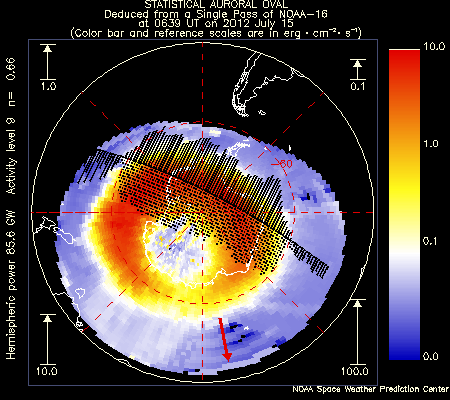 STATISTICAL AURORAL OVAL
Deduced from a Single Pass of NOAA-16
at 0639 UT on 2012 July 15
(Color bar and reference scales are in erg · cm⁻² · s⁻¹)
1.0
0.1
10.0
1.0
0.1
0.0
-60
10.0
100.0
Hemispheric power 85.6 GW Activity level 9 n= 0.66
NOAA Space Weather Prediction Center